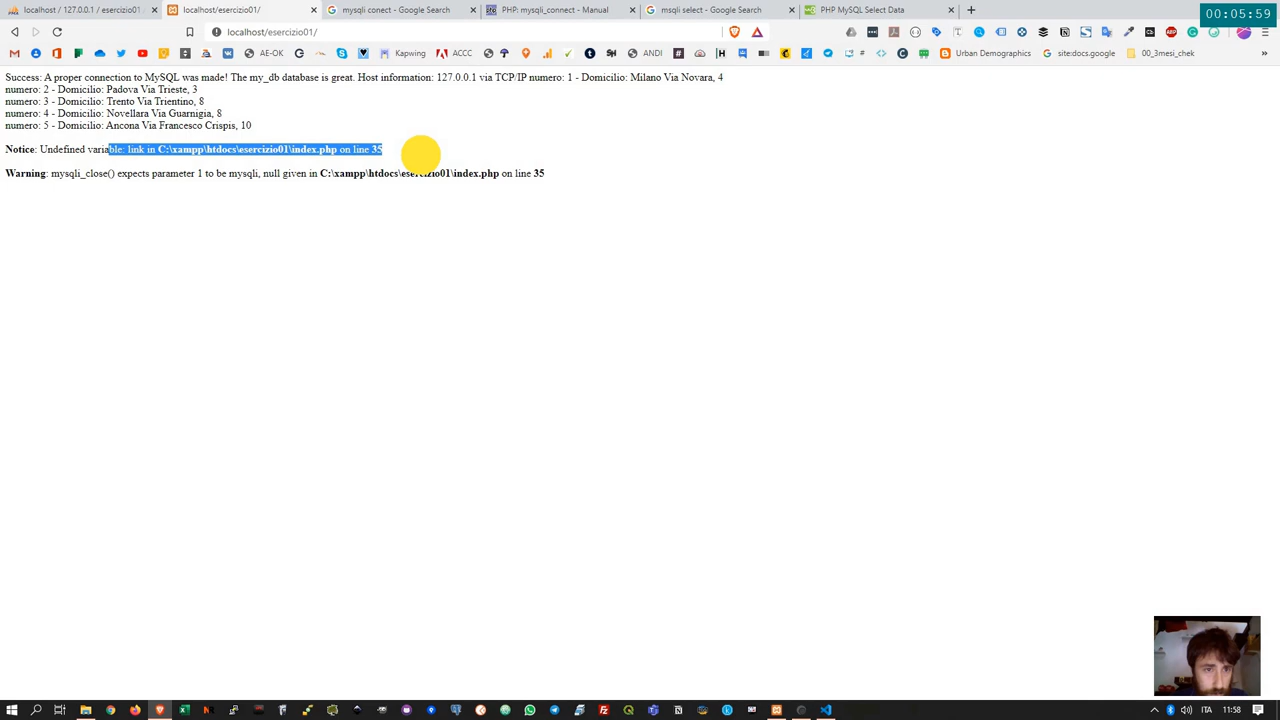 localhost / 127.0.0.1 / esercizio01
localhost/esercizio01/
mysqli conect - Google Search
PHP: mysqli_connect - Manual
msqli select - Google Search
PHP MySQL Select Data
00:05:59
localhost/esercizio01/
AE-OK
Kapwing
ACCC
ANDI
Urban Demographics
site:docs.google
00_3mesi_chek
Success: A proper connection to MySQL was made! The my_db database is great. Host information: 127.0.0.1 via TCP/IP numero: 1 - Domicilio: Milano Via Novara, 4
numero: 2 - Domicilio: Padova Via Trieste, 3
numero: 3 - Domicilio: Trento Via Trientino, 8
numero: 4 - Domicilio: Novellara Via Guarnigia, 8
numero: 5 - Domicilio: Ancona Via Francesco Crispis, 10
Notice: Undefined variable: link in C:\xampp\htdocs\esercizio01\index.php on line 35
Warning: mysqli_close() expects parameter 1 to be mysqli, null given in C:\xampp\htdocs\esercizio01\index.php on line 35
ITA
11:58